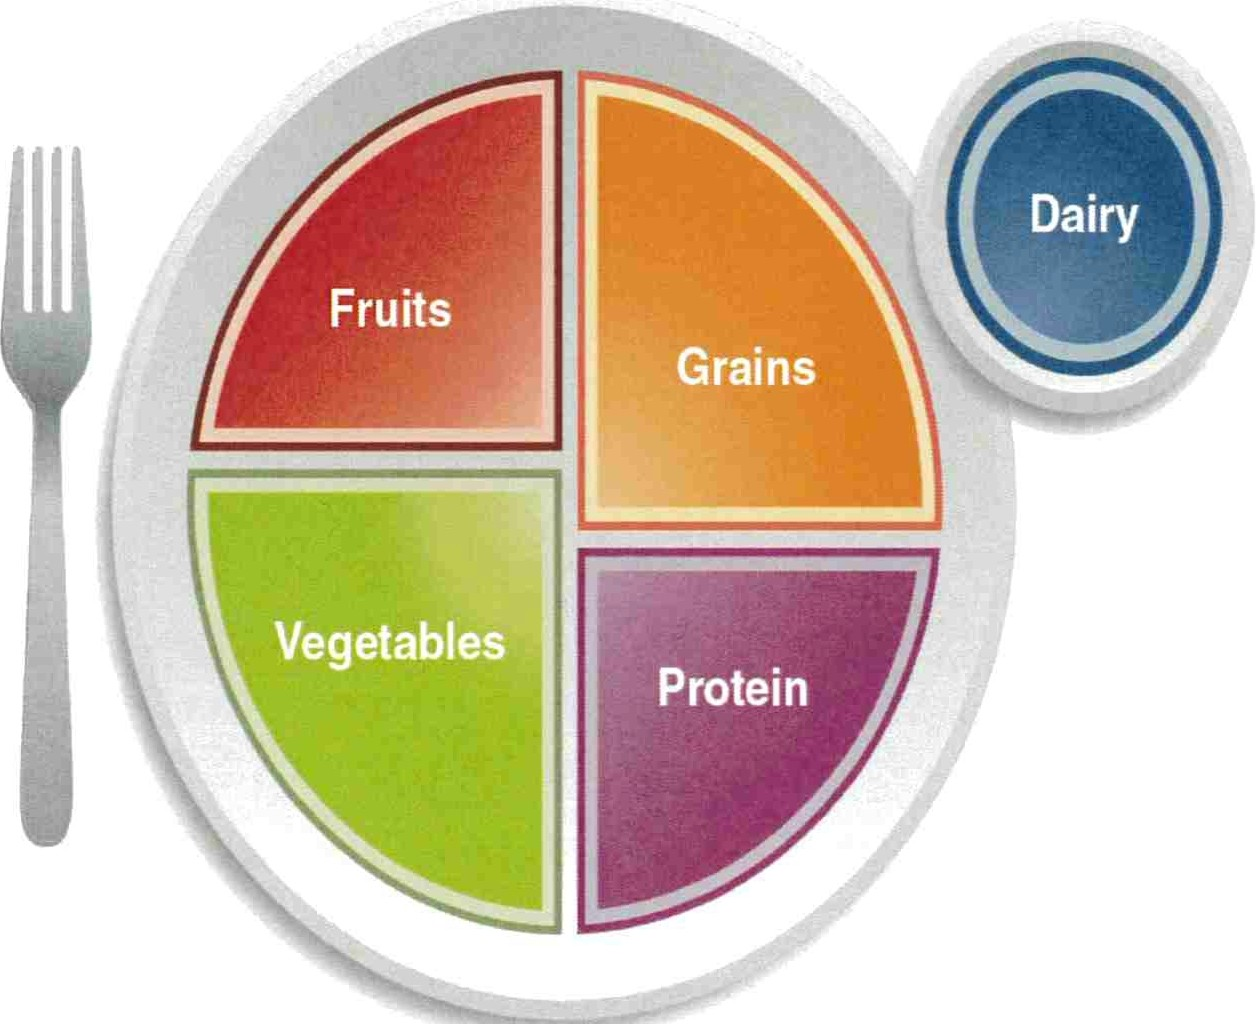 Fruits
Grains
Dairy
Vegetables
Protein